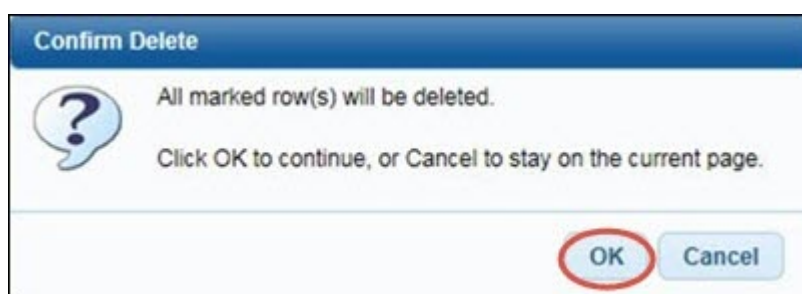 Confirm Delete
All marked row(s) will be deleted.
Click OK to continue, or Cancel to stay on the current page.
OK Cancel